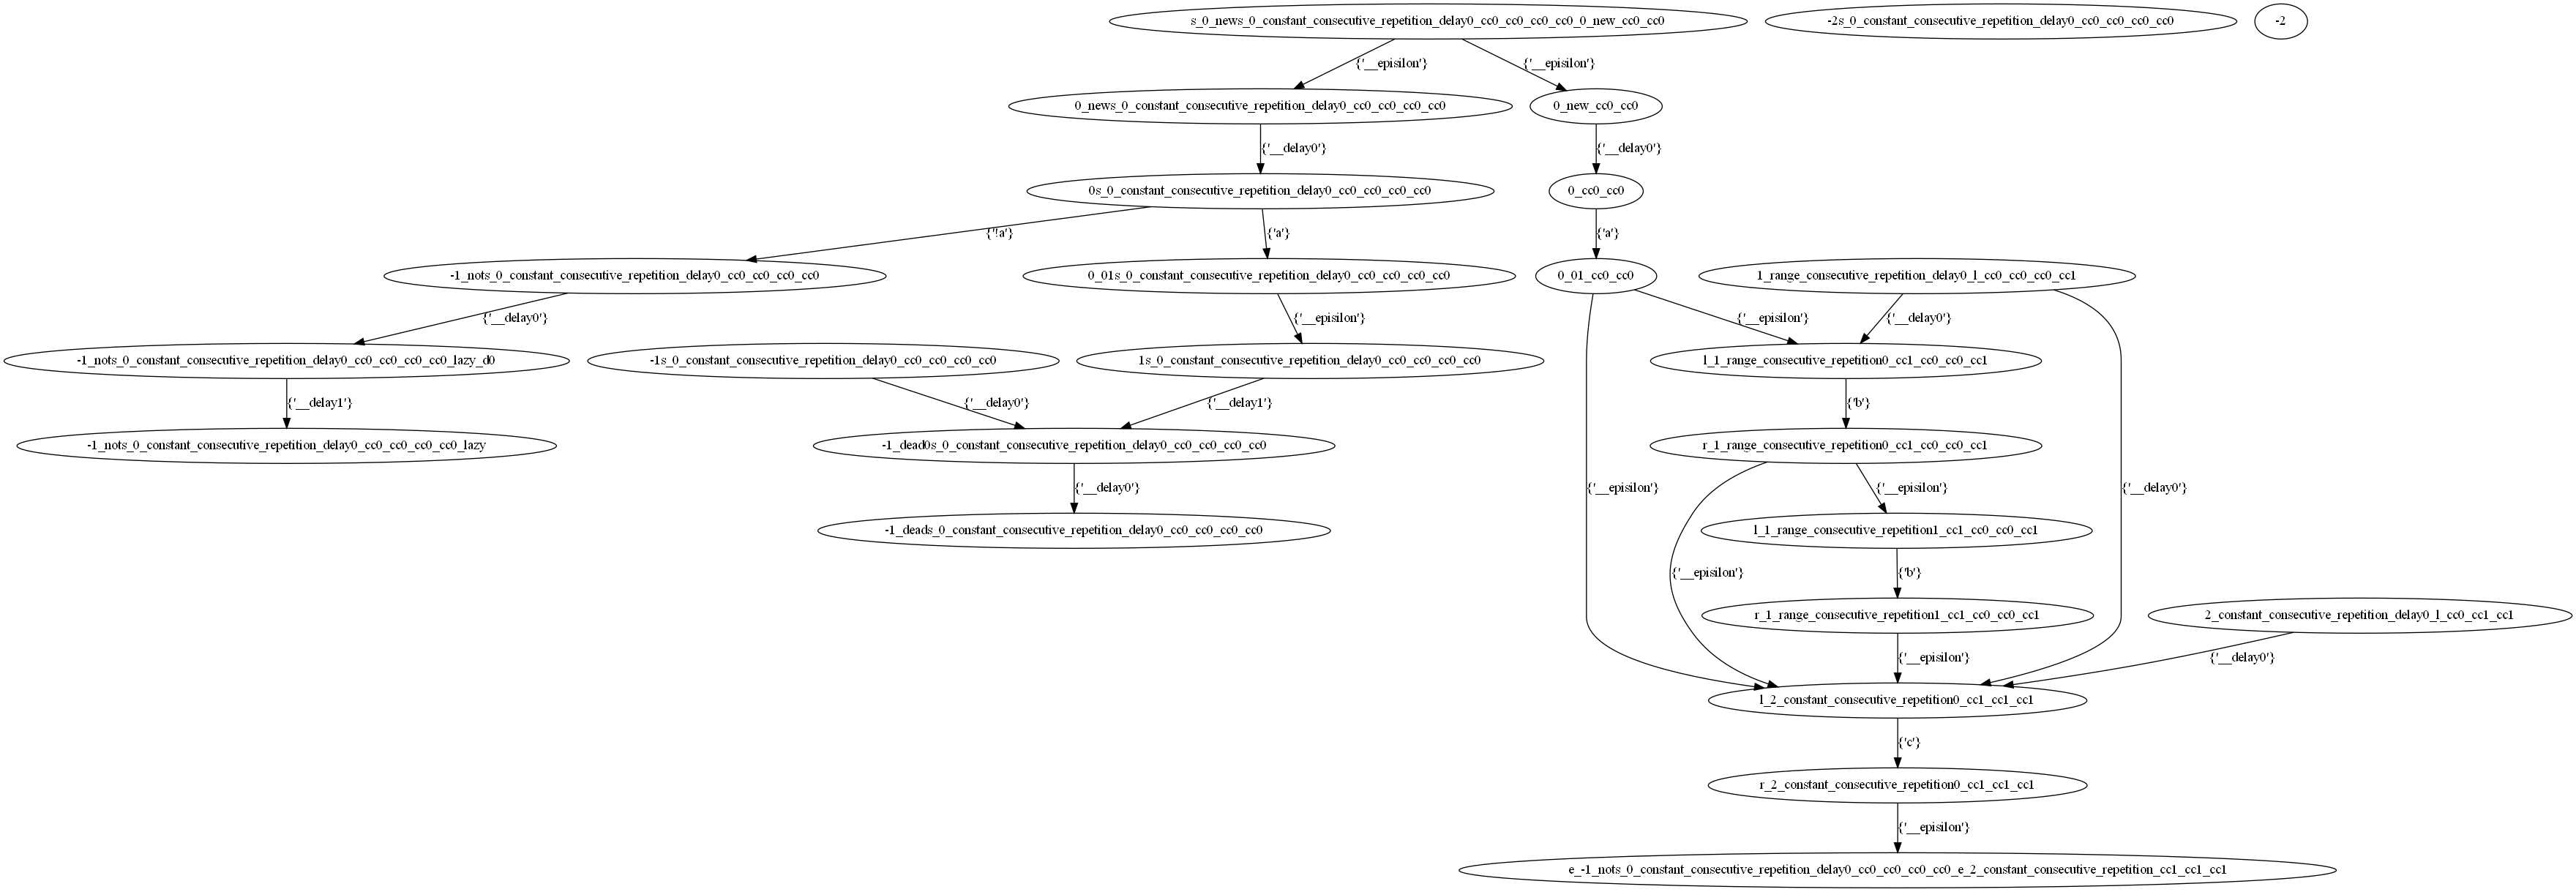 s_0_news_0_constant_consecutive_repetition_delay0_cc0_cc0_cc0_cc0_0_new_cc0_cc0
-2s_0_constant_consecutive_repetition_delay0_cc0_cc0_cc0_cc0
-2
{'__episilon'}
{'__episilon'}
0_news_0_constant_consecutive_repetition_delay0_cc0_cc0_cc0_cc0
0_new_cc0_cc0
{'__delay0'}
{'__delay0'}
0s_0_constant_consecutive_repetition_delay0_cc0_cc0_cc0_cc0
0_cc0_cc0
{'!a'}
{'a'}
{'a'}
-1_nots_0_constant_consecutive_repetition_delay0_cc0_cc0_cc0_cc0
0_01s_0_constant_consecutive_repetition_delay0_cc0_cc0_cc0_cc0
0_01_cc0_cc0
1_range_consecutive_repetition_delay0_l_cc0_cc0_cc0_cc1
{'__delay0'}
{'__episilon'}
{'__episilon'}
{'__delay0'}
-1_nots_0_constant_consecutive_repetition_delay0_cc0_cc0_cc0_cc0_lazy_d0
-1s_0_constant_consecutive_repetition_delay0_cc0_cc0_cc0_cc0
1s_0_constant_consecutive_repetition_delay0_cc0_cc0_cc0_cc0
l_1_range_consecutive_repetition0_cc1_cc0_cc0_cc1
{'__delay1'}
{'__delay0'}
{'__delay1'}
{'b'}
-1_nots_0_constant_consecutive_repetition_delay0_cc0_cc0_cc0_cc0_lazy
-1_dead0s_0_constant_consecutive_repetition_delay0_cc0_cc0_cc0_cc0
r_1_range_consecutive_repetition0_cc1_cc0_cc0_cc1
{'__delay0'}
{'__episilon'}
{'__episilon'}
{'__delay0'}
-1_deads_0_constant_consecutive_repetition_delay0_cc0_cc0_cc0_cc0
l_1_range_consecutive_repetition1_cc1_cc0_cc0_cc1
{'__episilon'}
{'b'}
r_1_range_consecutive_repetition1_cc1_cc0_cc0_cc1
2_constant_consecutive_repetition_delay0_l_cc0_cc1_cc1
{'__episilon'}
{'__delay0'}
l_2_constant_consecutive_repetition0_cc1_cc1_cc1
{'c'}
r_2_constant_consecutive_repetition0_cc1_cc1_cc1
{'__episilon'}
e_-1_nots_0_constant_consecutive_repetition_delay0_cc0_cc0_cc0_cc0_e_2_constant_consecutive_repetition_cc1_cc1_cc1